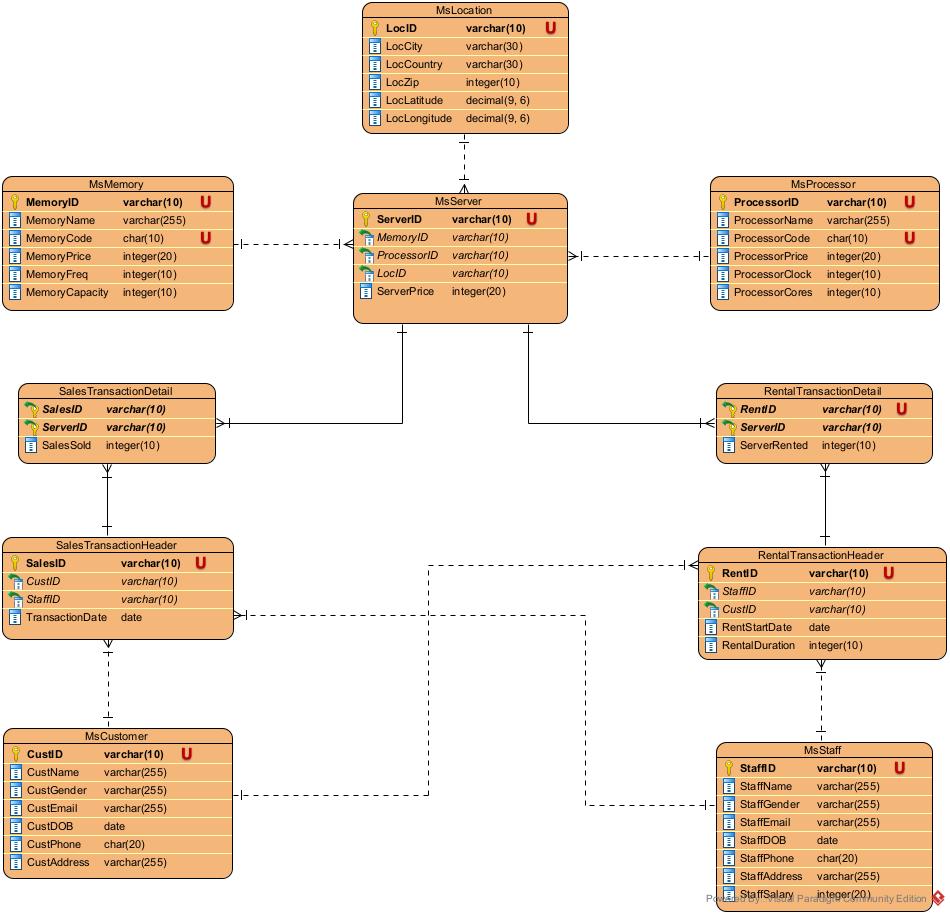 MsLocation
LocID varchar(10) U
LocCity varchar(30)
LocCountry varchar(30)
LocZip integer(10)
LocLatitude decimal(9, 6)
LocLongitude decimal(9, 6)
MsMemory
MemoryID varchar(10) U
MemoryName varchar(255)
MemoryCode char(10) U
MemoryPrice integer(20)
MemoryFreq integer(10)
MemoryCapacity integer(10)
MsServer
ServerID varchar(10) U
MemoryID varchar(10)
ProcessorID varchar(10)
LocID varchar(10)
ServerPrice integer(20)
MsProcessor
ProcessorID varchar(10) U
ProcessorName varchar(255)
ProcessorCode char(10) U
ProcessorPrice integer(20)
ProcessorClock integer(10)
ProcessorCores integer(10)
SalesTransactionDetail
SalesID varchar(10)
ServerID varchar(10)
SalesSold integer(10)
RentalTransactionDetail
RentID varchar(10) U
ServerID varchar(10)
ServerRented integer(10)
SalesTransactionHeader
SalesID varchar(10) U
CustID varchar(10)
StaffID varchar(10)
TransactionDate date
RentalTransactionHeader
RentID varchar(10) U
StaffID varchar(10)
CustID varchar(10)
RentStartDate date
RentalDuration integer(10)
MsCustomer
CustID varchar(10) U
CustName varchar(255)
CustGender varchar(255)
CustEmail varchar(255)
CustDOB date
CustPhone char(20)
CustAddress varchar(255)
MsStaff
StaffID varchar(10) U
StaffName varchar(255)
StaffGender varchar(255)
StaffEmail varchar(255)
StaffDOB date
StaffPhone char(20)
StaffAddress varchar(255)
StaffSalary integer(20)
Powered By Visual Paradigm Community Edition